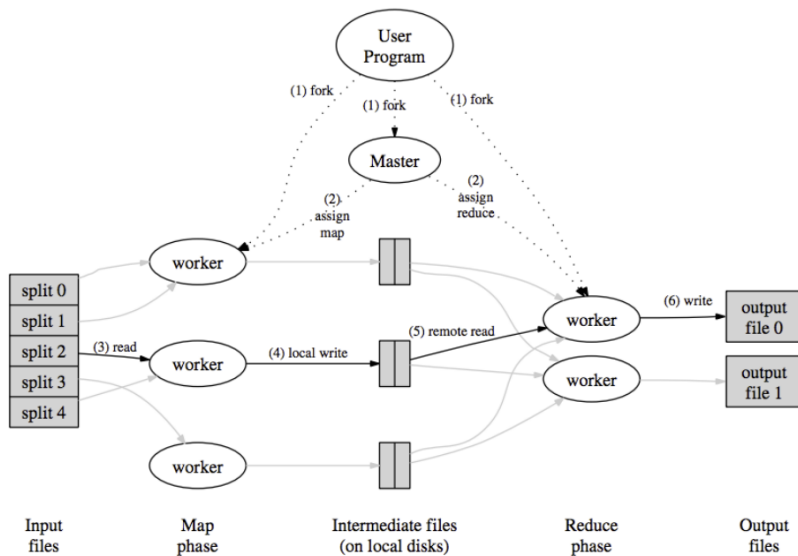 User
Program
(1) fork
(1) fork
(1) fork
Master
(2)
assign
map
(2)
assign
reduce
worker
split 0
split 1
split 2
split 3
split 4
(3) read
worker
(4) local write
(5) remote read
worker
(6) write
output
file 0
worker
output
file 1
worker
Input
files
Map
phase
Intermediate files
(on local disks)
Reduce
phase
Output
files